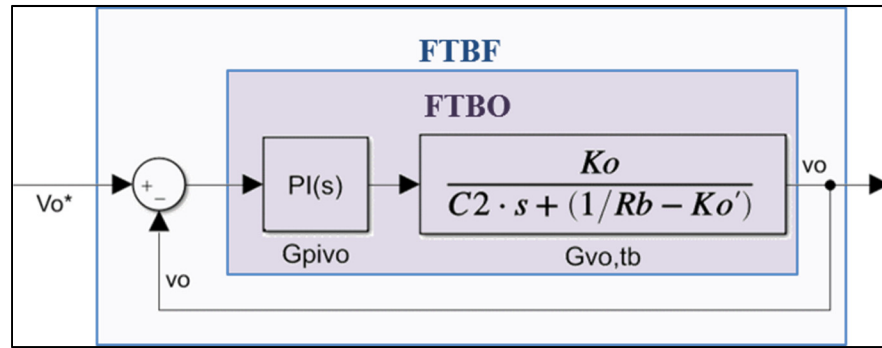 FTBF
FTBO
Vo*
+
−
PI(s)
Gpivo
Ko
C2 · s + (1/Rb − Ko′)
Gvo,tb
vo
vo